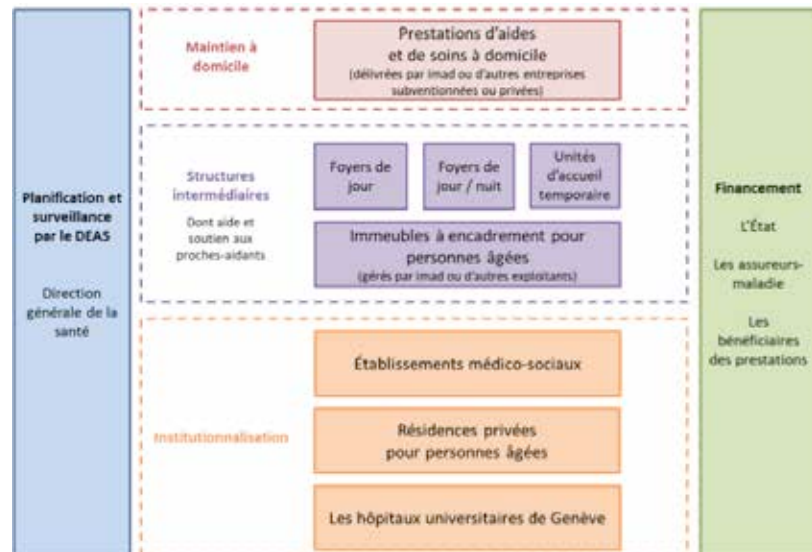 Planification et
surveillance
par le DEAS
Direction
générale de la
santé
Maintien à
domicile
Prestations d'aides
et de soins à domicile
(délivrées par imad ou d'autres entreprises
subventionnées ou privées)
Structures
intermédiaires
Dont aide et
soutien aux
proches-aidants
Foyers de
jour
Foyers de
jour / nuit
Unités
d'accueil
temporaire
Immeubles à encadrement pour
personnes âgées
(gérés par imad ou d'autres exploitants)
Institutionnalisation
Établissements médico-sociaux
Résidences privées
pour personnes âgées
Les hôpitaux universitaires de Genève
Financement
L'État
Les assureurs-
maladie
Les
bénéficiaires
des prestations